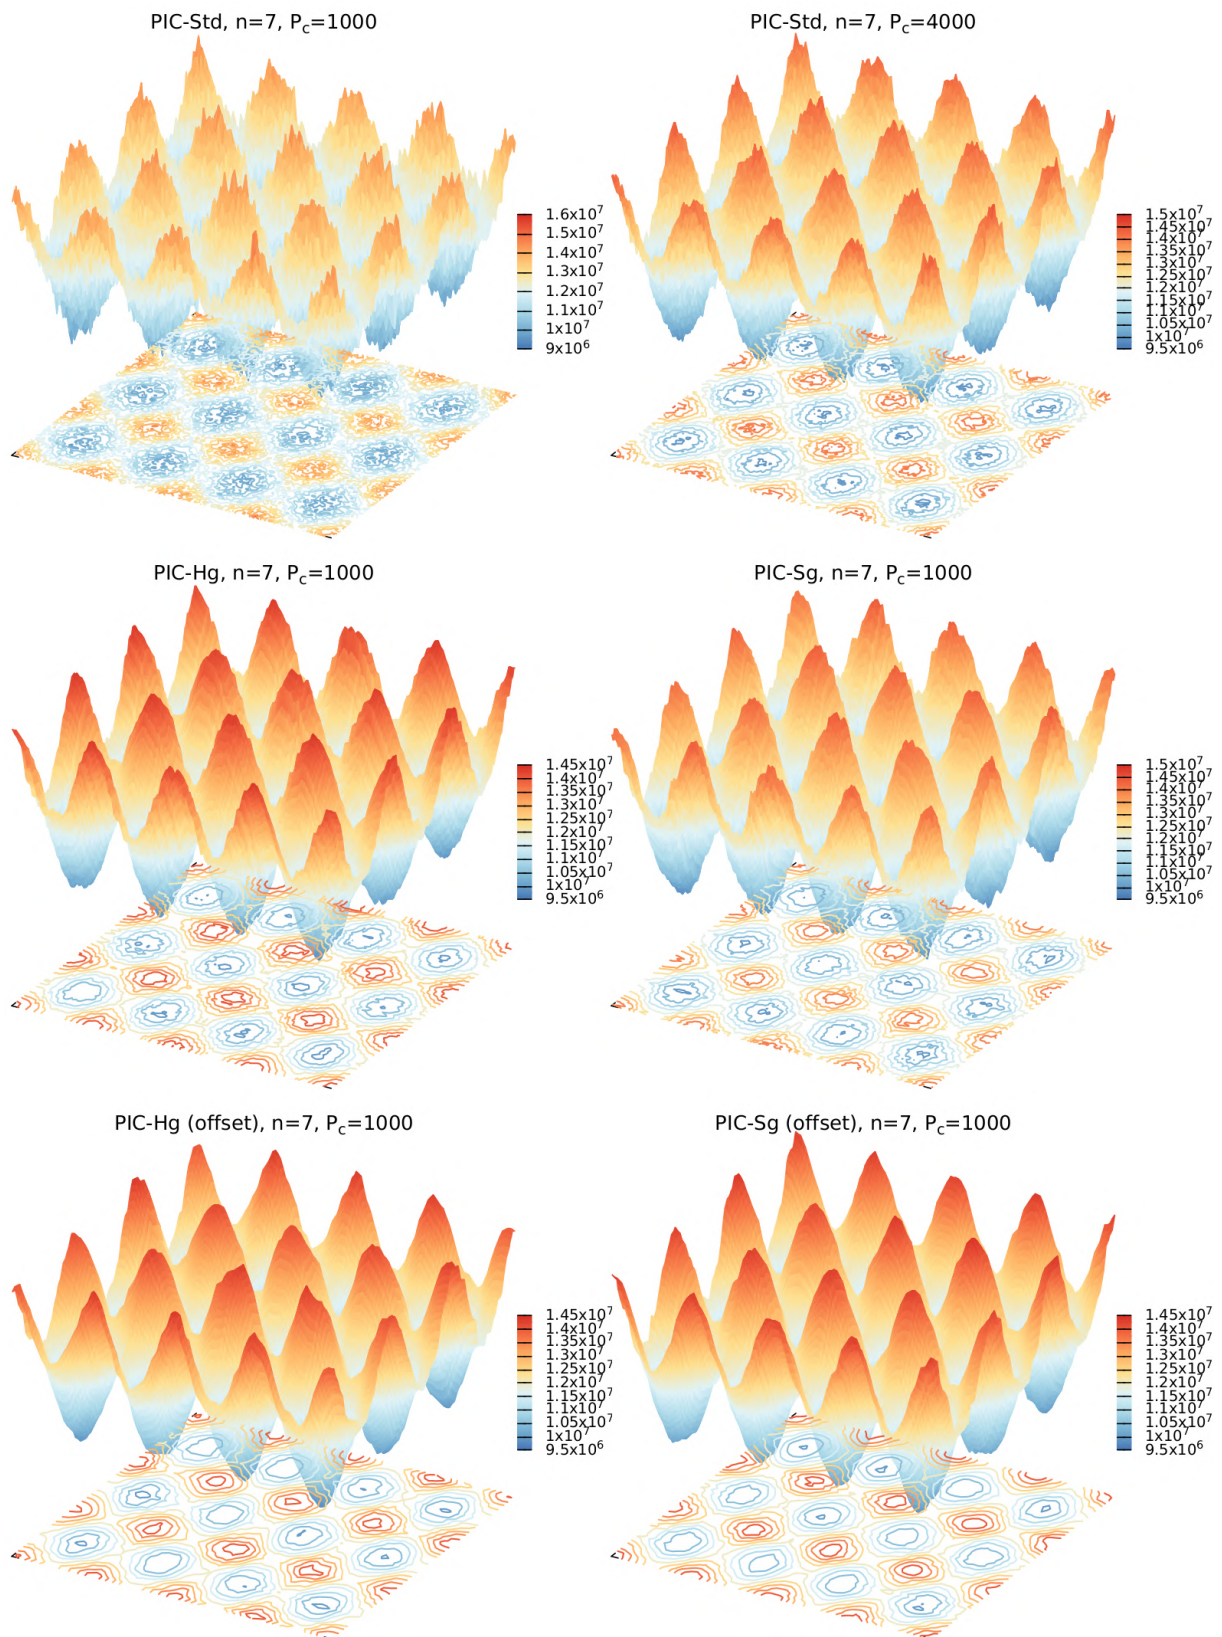 PIC-Std, n=7, Pc=1000
1.6x10^7
1.5x10^7
1.4x10^7
1.3x10^7
1.2x10^7
1.1x10^7
1x10^7
9x10^6
PIC-Std, n=7, Pc=4000
1.5x10^7
1.45x10^7
1.4x10^7
1.35x10^7
1.3x10^7
1.25x10^7
1.2x10^7
1.15x10^7
1.1x10^7
1.05x10^7
1x10^7
9.5x10^6
PIC-Hg, n=7, Pc=1000
1.45x10^7
1.4x10^7
1.35x10^7
1.3x10^7
1.25x10^7
1.2x10^7
1.15x10^7
1.1x10^7
1.05x10^7
1x10^7
9.5x10^6
PIC-Sg, n=7, Pc=1000
1.5x10^7
1.45x10^7
1.4x10^7
1.35x10^7
1.3x10^7
1.25x10^7
1.2x10^7
1.15x10^7
1.1x10^7
1.05x10^7
1x10^7
9.5x10^6
PIC-Hg (offset), n=7, Pc=1000
1.45x10^7
1.4x10^7
1.35x10^7
1.3x10^7
1.25x10^7
1.2x10^7
1.15x10^7
1.1x10^7
1.05x10^7
1x10^7
9.5x10^6
PIC-Sg (offset), n=7, Pc=1000
1.45x10^7
1.4x10^7
1.35x10^7
1.3x10^7
1.25x10^7
1.2x10^7
1.15x10^7
1.1x10^7
1.05x10^7
1x10^7
9.5x10^6